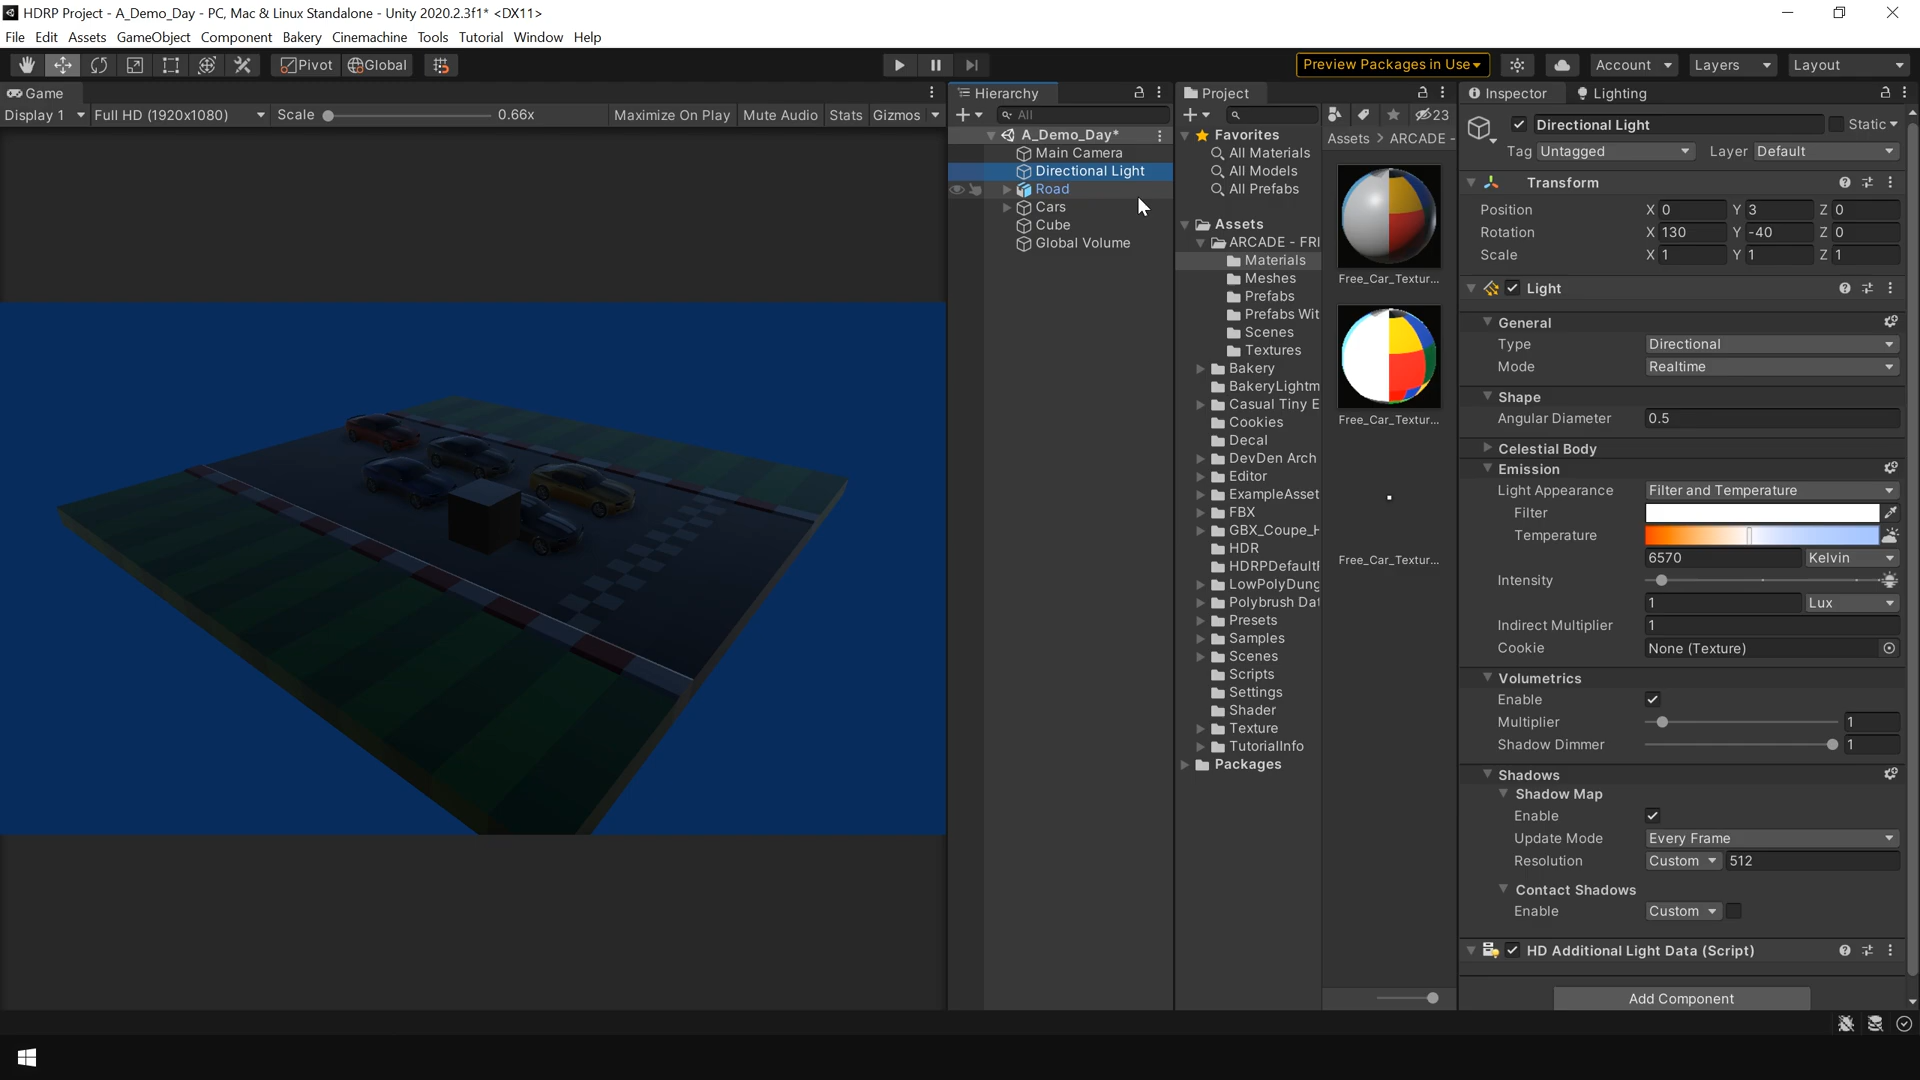 HDRP Project - A_Demo_Day - PC, Mac & Linux Standalone - Unity 2020.2.3f1* <DX11>
File Edit Assets GameObject Component Bakery Cinemachine Tools Tutorial Window Help
Pivot Global Preview Packages in Use Account Layers Layout
Game
Display 1 Full HD (1920x1080) Scale 0.66x Maximize On Play Mute Audio Stats Gizmos
Hierarchy
All
A_Demo_Day*
Main Camera
Directional Light
Road
Cars
Cube
Global Volume
Project
23
Favorites
All Materials
All Models
All Prefabs
Assets
ARCADE - FRI
Materials
Meshes
Prefabs
Prefabs Wit
Scenes
Textures
Bakery
BakeryLightm
Casual Tiny E
Cookies
Decal
DevDen Arch
Editor
ExampleAsset
FBX
GBX_Coupe_H
HDR
HDRPDefaultR
LowPolyDung
Polybrush Dat
Presets
Samples
Scenes
Scripts
Settings
Shader
Texture
TutorialInfo
Packages
Assets > ARCADE -
Free_Car_Textur...
Free_Car_Textur...
Free_Car_Textur...
Inspector Lighting
Directional Light Static
Tag Untagged Layer Default
Transform
Position X 0 Y 3 Z 0
Rotation X 130 Y -40 Z 0
Scale X 1 Y 1 Z 1
Light
General
Type Directional
Mode Realtime
Shape
Angular Diameter 0.5
Celestial Body
Emission
Light Appearance Filter and Temperature
Filter
Temperature
6570 Kelvin
Intensity
1 Lux
Indirect Multiplier 1
Cookie None (Texture)
Volumetrics
Enable
Multiplier 1
Shadow Dimmer 1
Shadows
Shadow Map
Enable
Update Mode Every Frame
Resolution Custom 512
Contact Shadows
Enable Custom
HD Additional Light Data (Script)
Add Component